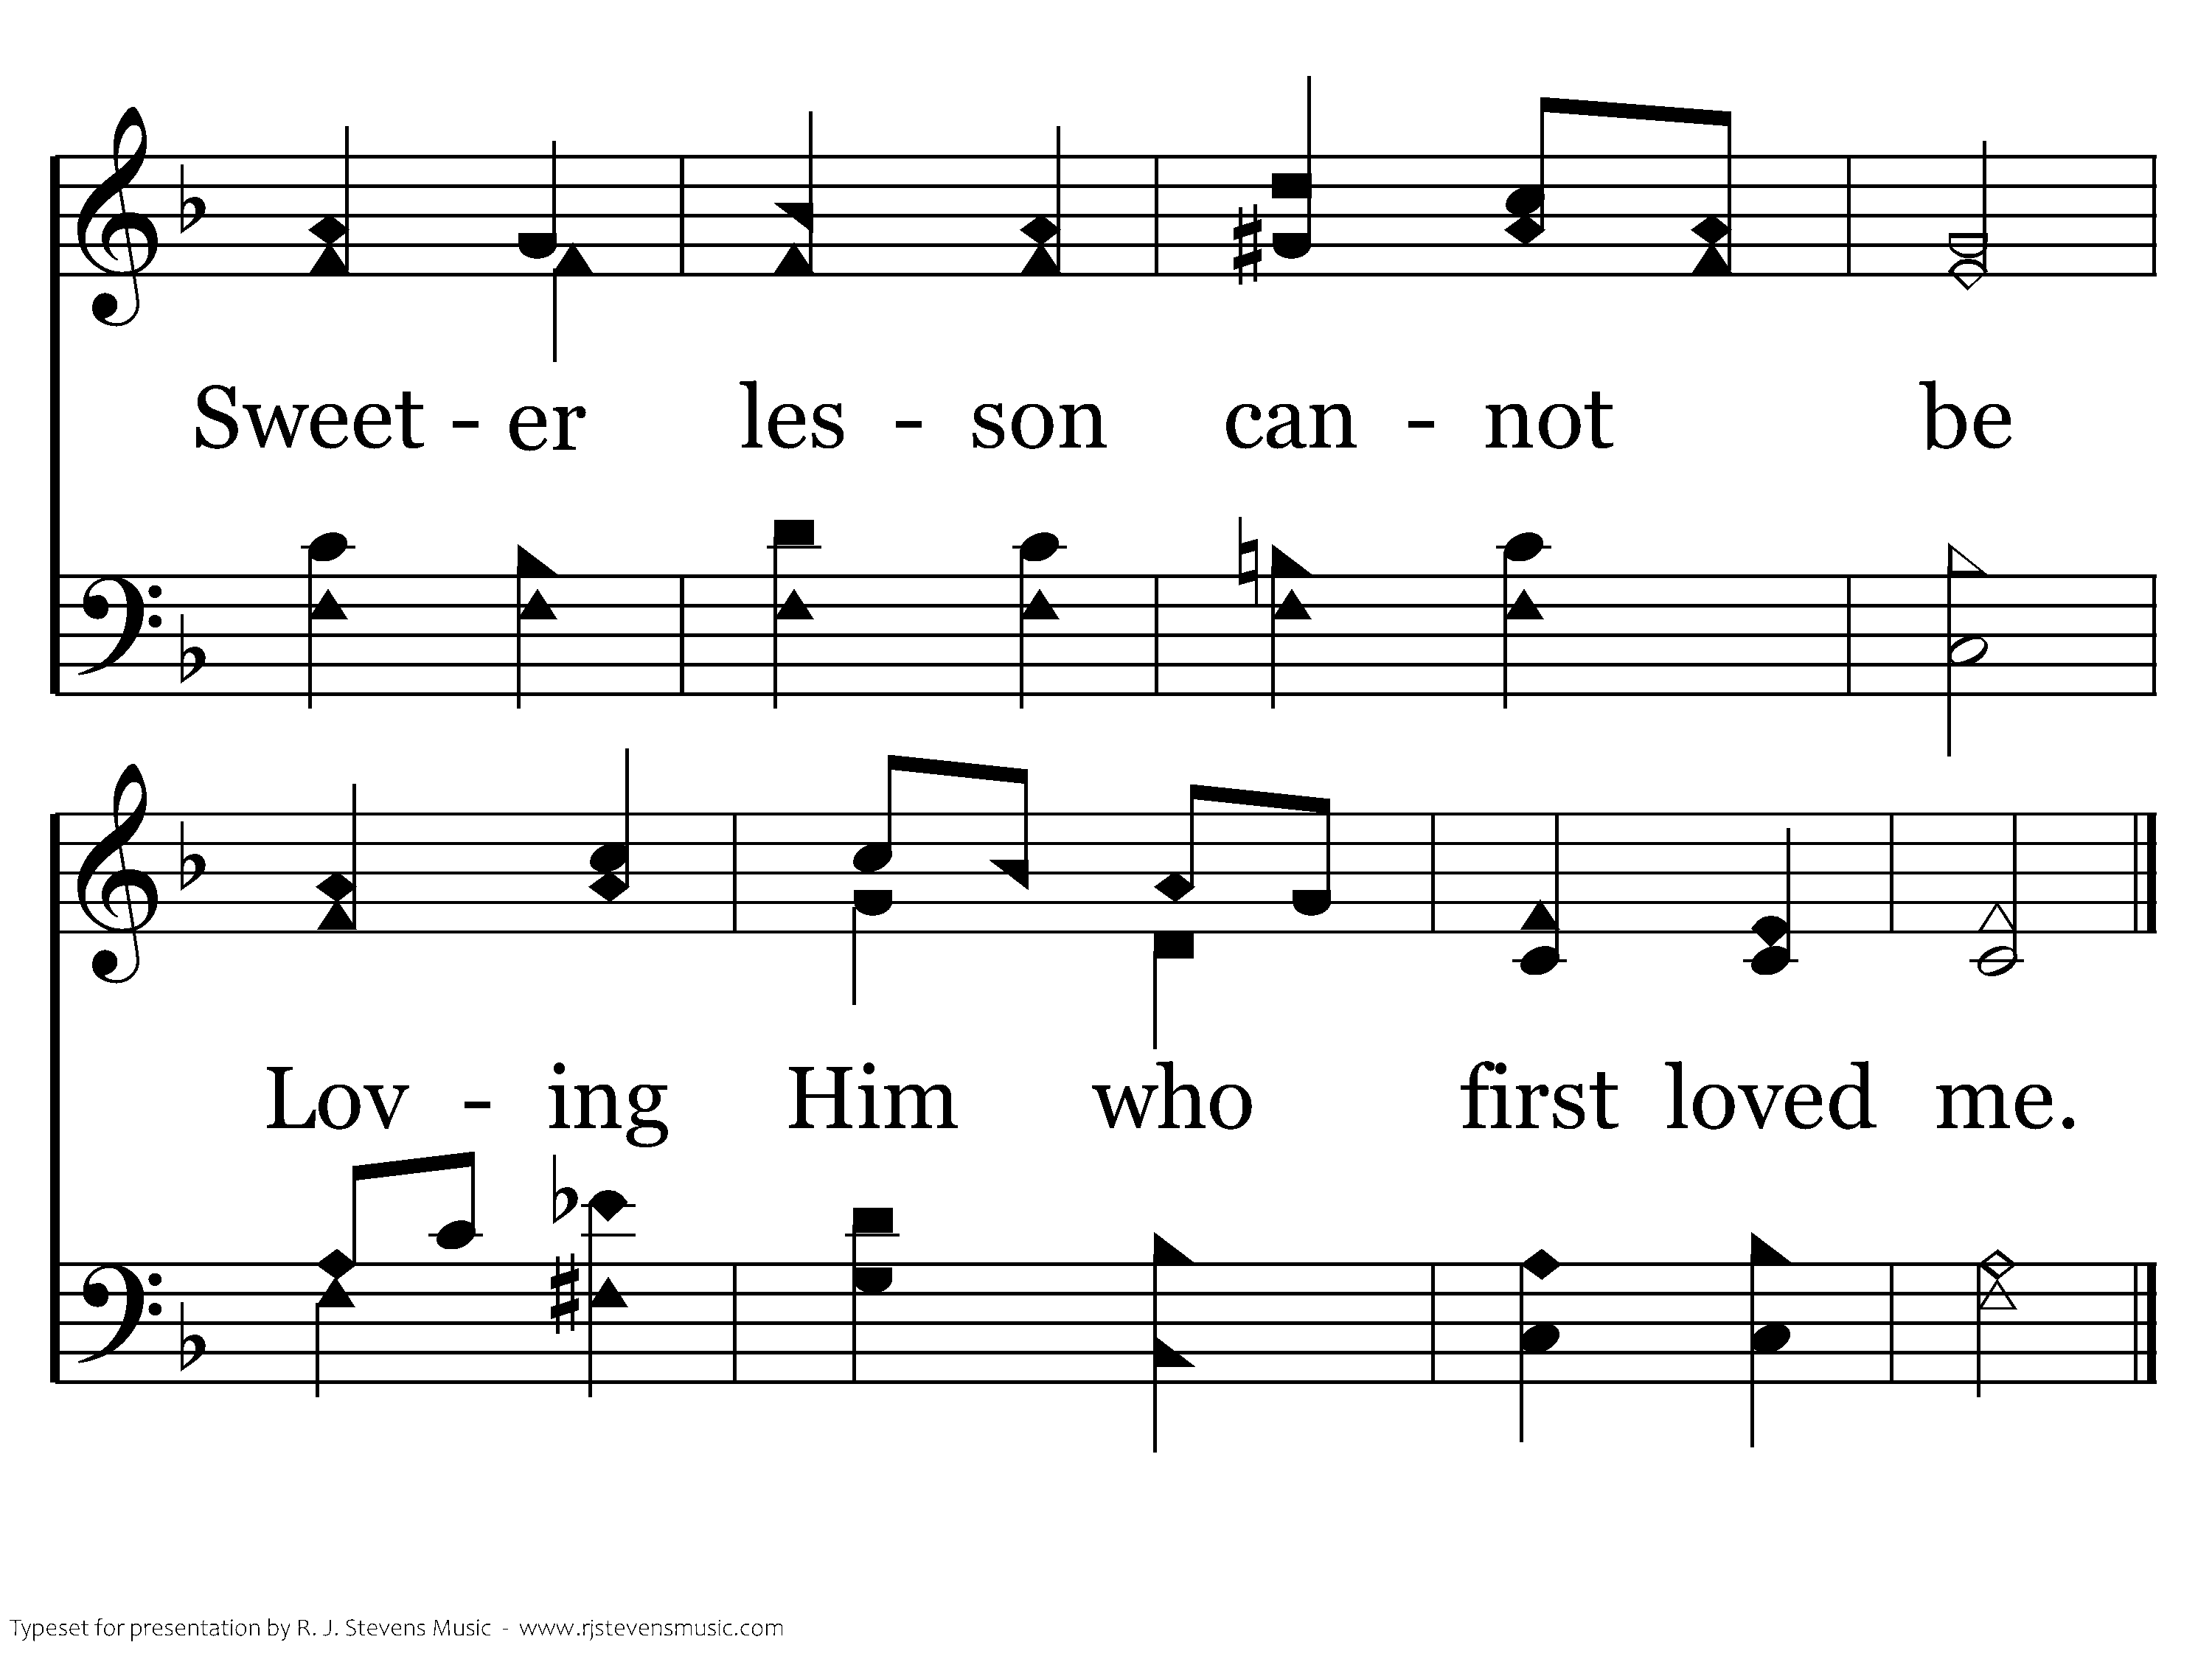 Sweet - er les - son can - not be
Lov - ing Him who first loved me.
Typeset for presentation by R. J. Stevens Music - www.rjstevensmusic.com